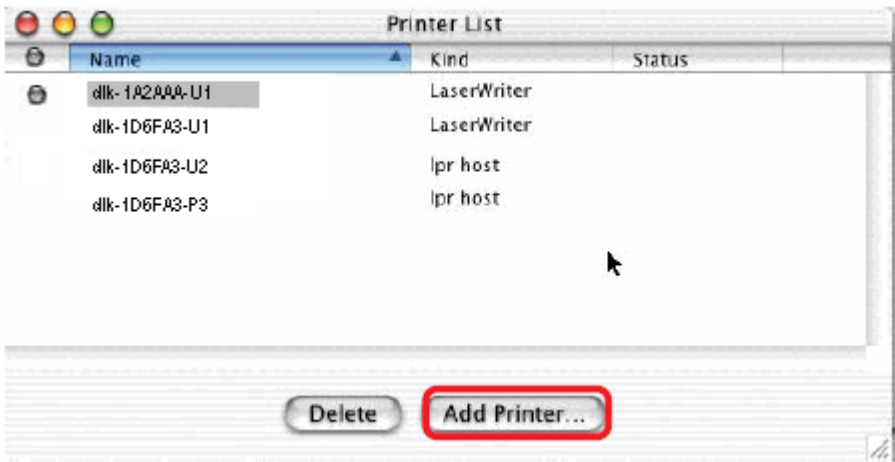 Printer List
Name Kind Status
dlk-1A2AAA-U1 LaserWriter
dlk-1D6FA3-U1 LaserWriter
dlk-1D6FA3-U2 lpr host
dlk-1D6FA3-P3 lpr host
Delete Add Printer...